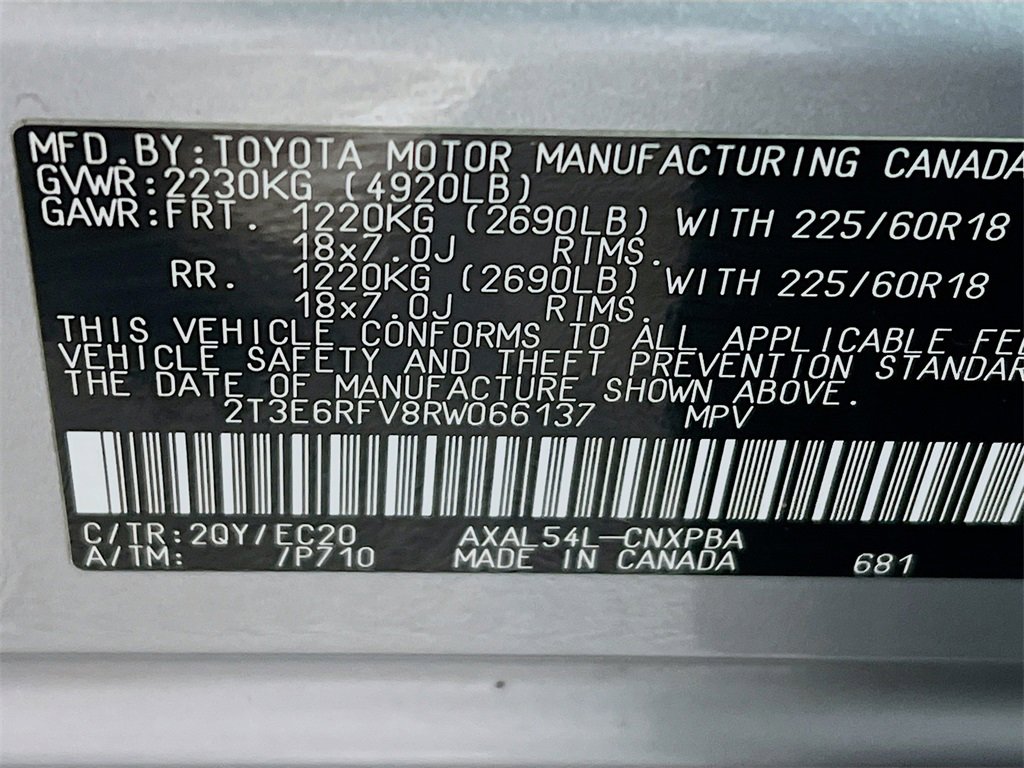 MFD.BY:TOYOTA MOTOR MANUFACTURING CANADA
GVWR:2230KG (4920LB)
GAWR:FRT. 1220KG (2690LB) WITH 225/60R18
18x7.0J RIMS.
RR. 1220KG (2690LB) WITH 225/60R18
18x7.0J RIMS.
THIS VEHICLE CONFORMS TO ALL APPLICABLE
VEHICLE SAFETY AND THEFT PREVENTION
THE DATE OF MANUFACTURE SHOWN ABOVE.
2T3E6RFV8RW066137 MPV
C/TR:2QY/EC20 AXAL54L-CNXPBA
A/TM: /P710 MADE IN CANADA 681